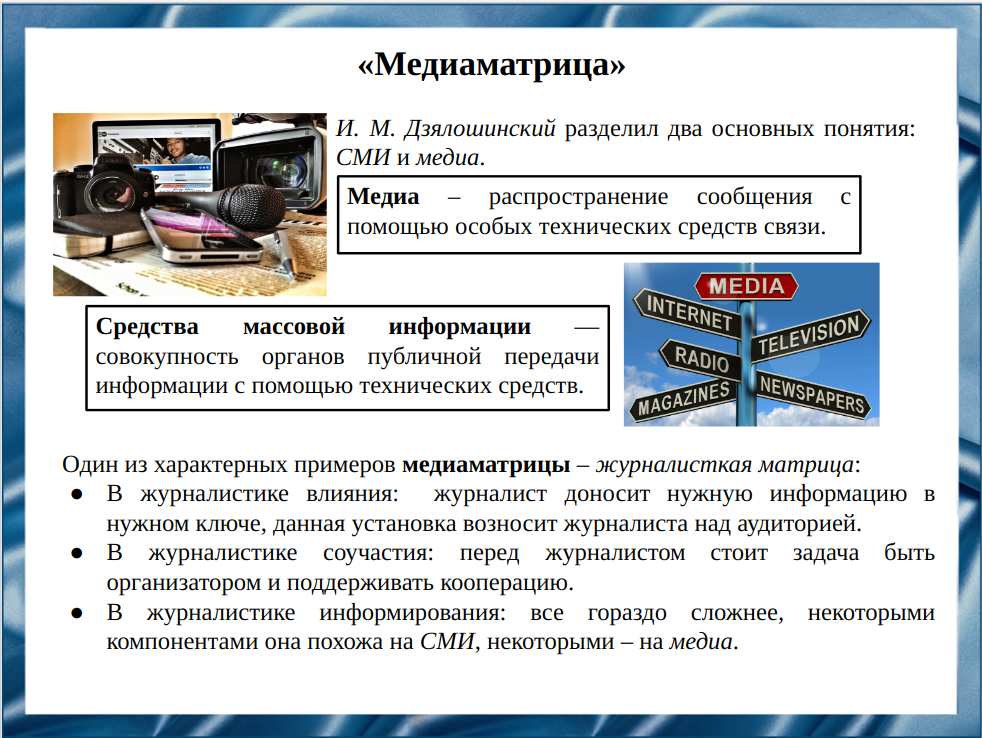 «Медиаматрица»
И. М. Дзялошинский разделил два основных понятия:
СМИ и медиа.
Медиа – распространение сообщения с
помощью особых технических средств связи.
MEDIA
INTERNET
TELEVISION
RADIO
MAGAZINES
NEWSPAPERS
Средства массовой информации —
совокупность органов публичной передачи
информации с помощью технических средств.
Один из характерных примеров медиаматрицы – журналисткая матрица:
● В журналистике влияния: журналист доносит нужную информацию в
нужном ключе, данная установка возносит журналиста над аудиторией.
● В журналистике соучастия: перед журналистом стоит задача быть
организатором и поддерживать кооперацию.
● В журналистике информирования: все гораздо сложнее, некоторыми
компонентами она похожа на СМИ, некоторыми – на медиа.